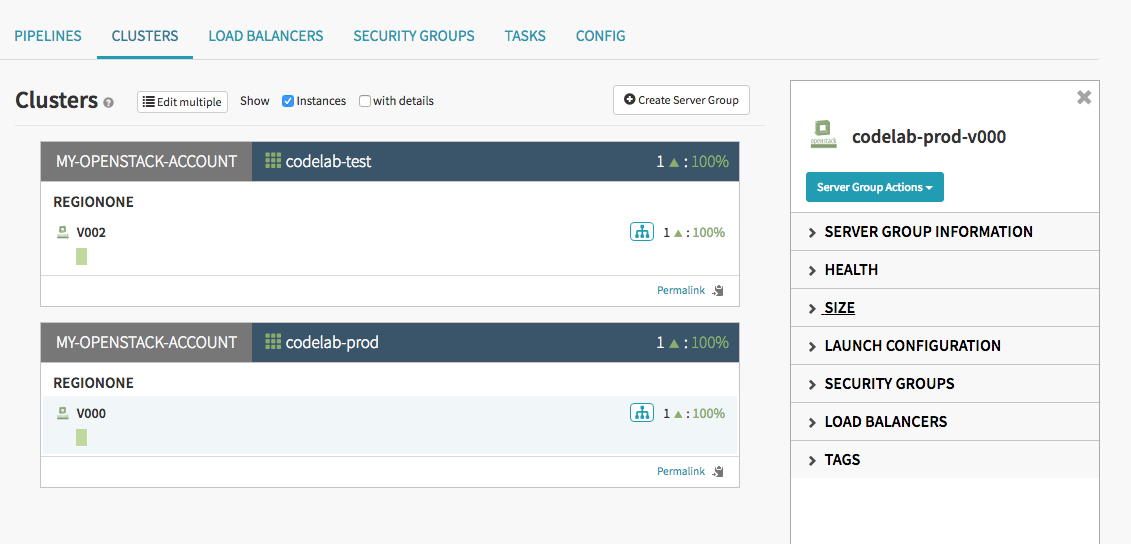 PIPELINES CLUSTERS LOAD BALANCERS SECURITY GROUPS TASKS CONFIG
Clusters ? Edit multiple Show Instances with details Create Server Group
MY-OPENSTACK-ACCOUNT codelab-test 1 : 100%
REGIONONE
V002 1 : 100%
Permalink
MY-OPENSTACK-ACCOUNT codelab-prod 1 : 100%
REGIONONE
V000 1 : 100%
Permalink
openstack codelab-prod-v000
Server Group Actions
SERVER GROUP INFORMATION
HEALTH
SIZE
LAUNCH CONFIGURATION
SECURITY GROUPS
LOAD BALANCERS
TAGS